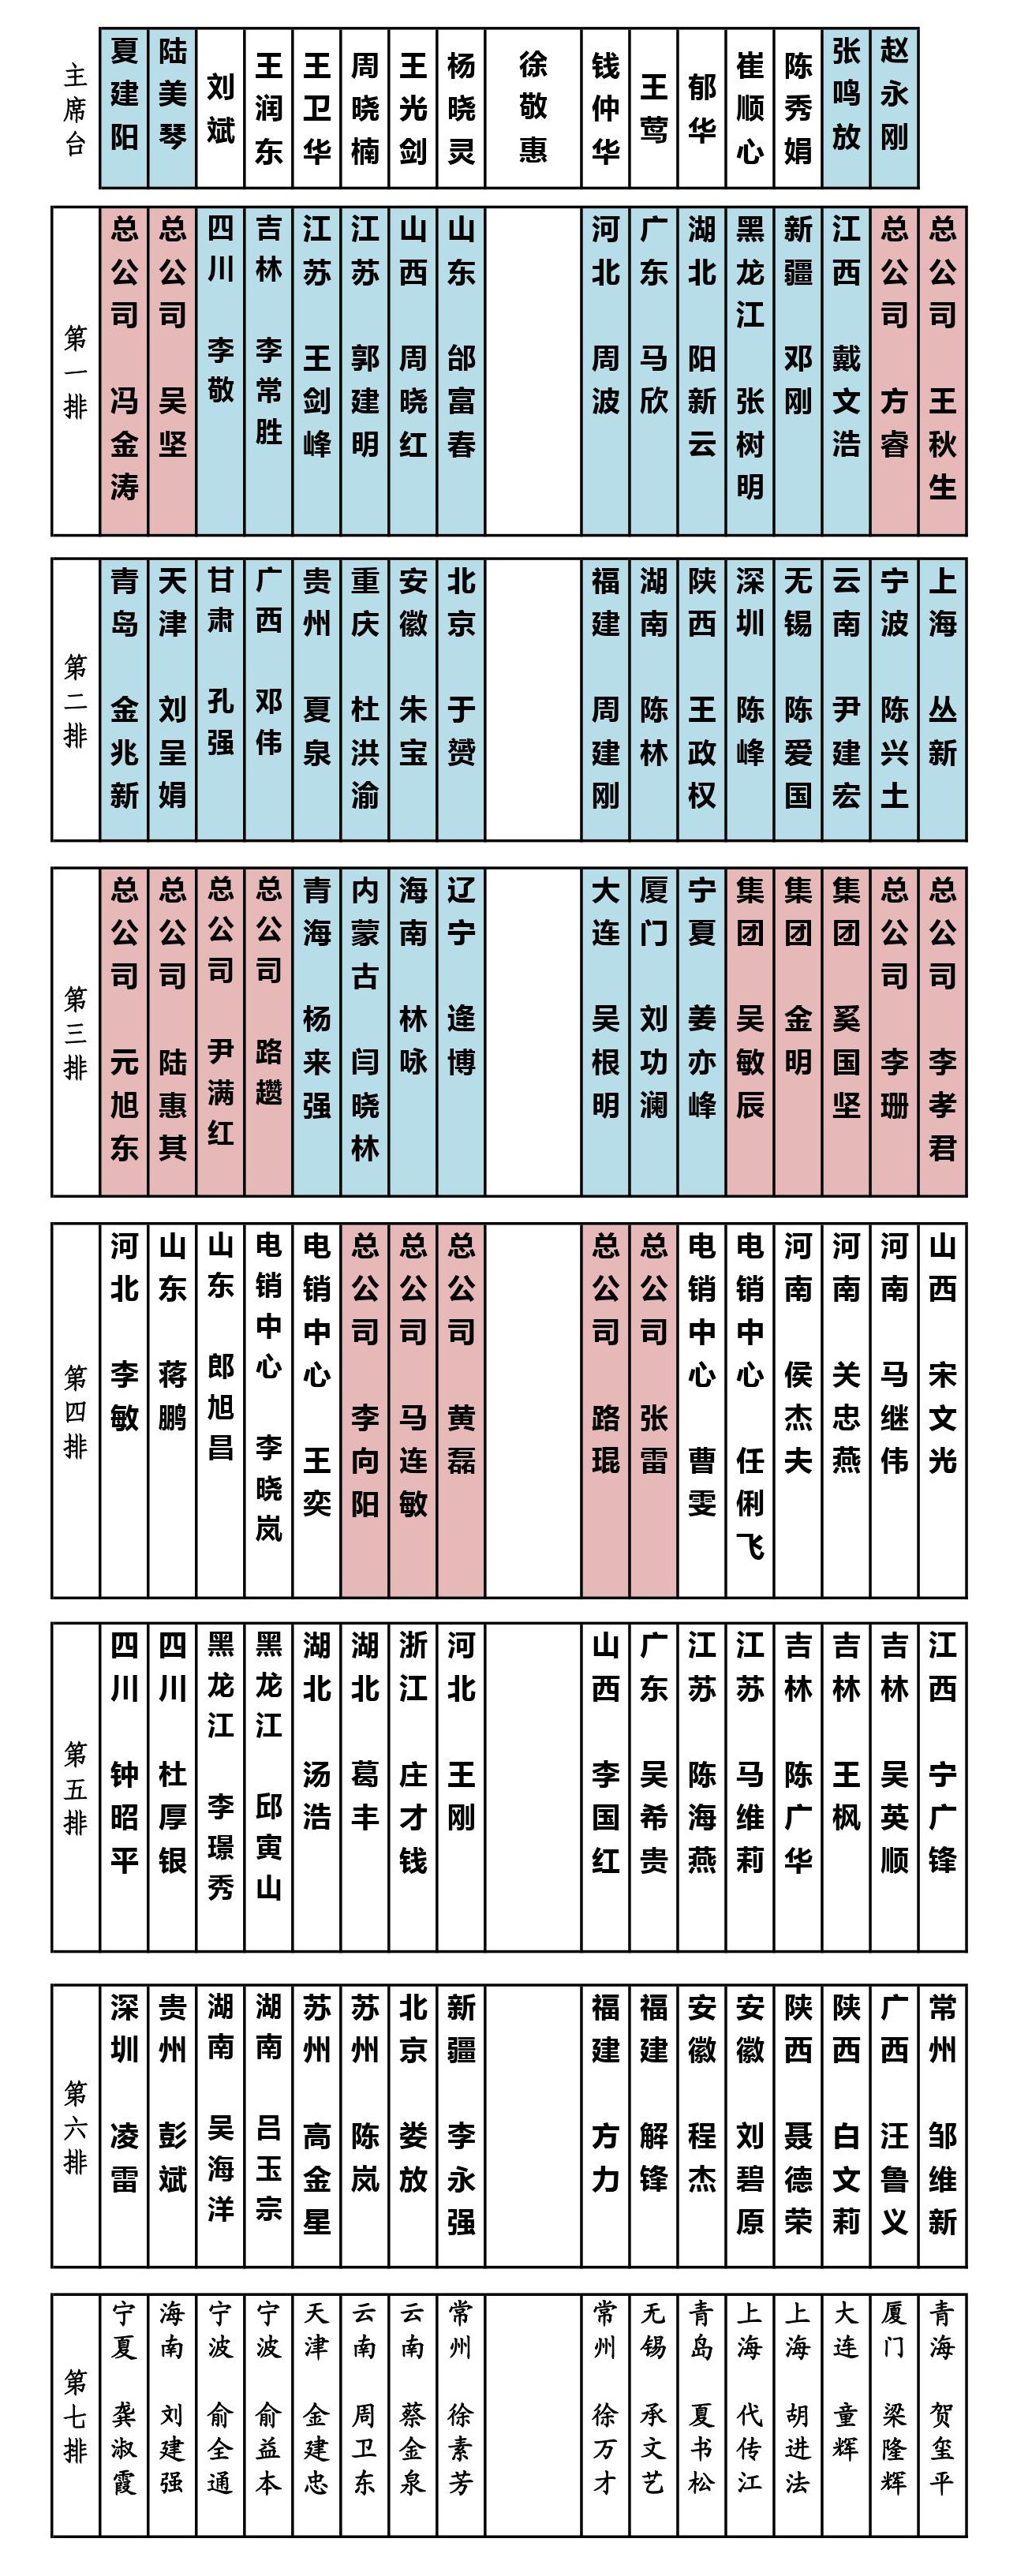 主席台
夏建阳
陆美琴
刘斌
王润东
王卫华
周晓楠
王光剑
杨晓灵
徐敬惠
钱仲华
王莺
郁华
崔顺心
陈秀娟
张鸣放
赵永刚
第一排
总公司 冯金涛
总公司 吴坚
四川 李敬
吉林 李常胜
江苏 王剑峰
江苏 郭建明
山西 周晓红
山东 邰富春
河北 周波
广东 马欣
湖北 阳新云
黑龙江 张树明
新疆 邓刚
江西 戴文浩
总公司 方睿
总公司 王秋生
第二排
青岛 金兆新
天津 刘呈娟
甘肃 孔强
广西 邓伟
贵州 夏泉
重庆 杜洪渝
安徽 朱宝
北京 于赟
福建 周建刚
湖南 陈林
陕西 王政权
深圳 陈峰
无锡 陈爱国
云南 尹建宏
宁波 陈兴土
上海 丛新
第三排
总公司 元旭东
总公司 陆惠其
总公司 尹满红
总公司 路趱
青海 杨来强
内蒙古 闫晓林
海南 林咏
辽宁 逄博
大连 吴根明
厦门 刘功澜
宁夏 姜亦峰
集团 吴敏辰
集团 金明
集团 奚国坚
总公司 李珊
总公司 李孝君
第四排
河北 李敏
山东 蒋鹏
山东 郎旭昌
电销中心 李晓岚
电销中心 王奕
总公司 李向阳
总公司 马连敏
总公司 黄磊
总公司 路琨
总公司 张雷
电销中心 曹雯
电销中心 任俐飞
河南 侯杰夫
河南 关忠燕
河南 马继伟
山西 宋文光
第五排
四川 钟昭平
四川 杜厚银
黑龙江 李璟秀
黑龙江 邱寅山
湖北 汤浩
湖北 葛丰
浙江 庄才钱
河北 王刚
山西 李国红
广东 吴希贵
江苏 陈海燕
江苏 马维莉
吉林 陈广华
吉林 王枫
吉林 吴英顺
江西 宁广锋
第六排
深圳 凌雷
贵州 彭斌
湖南 吴海洋
湖南 吕玉宗
苏州 高金星
苏州 陈岚
北京 娄放
新疆 李永强
福建 方力
福建 解锋
安徽 程杰
安徽 刘碧原
陕西 聂德荣
陕西 白文莉
广西 汪鲁义
常州 邹维新
第七排
宁夏 龚淑霞
海南 刘建强
宁波 俞全通
宁波 俞益本
天津 金建忠
云南 周卫东
云南 蔡金泉
常州 徐素芳
常州 徐万才
无锡 承文艺
青岛 夏书松
上海 代传江
上海 胡进法
大连 童辉
厦门 梁隆辉
青海 贺玺平